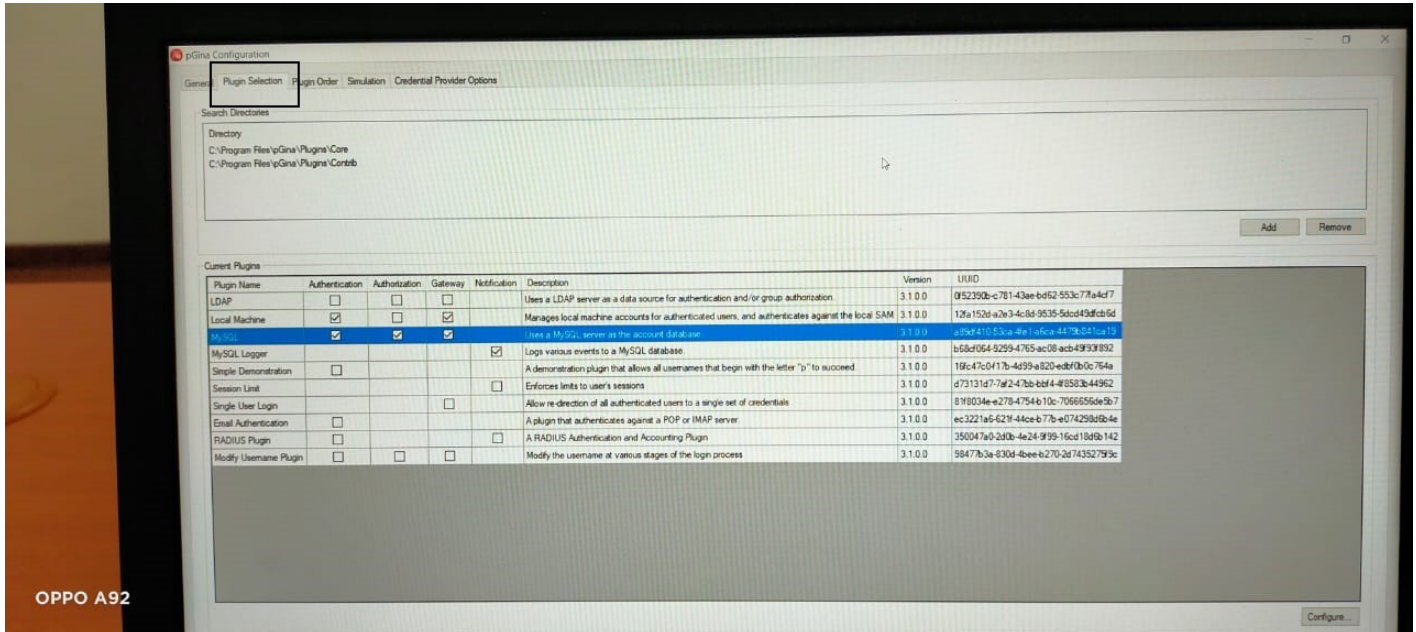 pGina Configuration
General Plugin Selection Plugin Order Simulation Credential Provider Options
Search Directories
Directory
C:\Program Files\pGina\Plugins\Core
C:\Program Files\pGina\Plugins\Contrib
Add Remove
Current Plugins
Plugin Name Authentication Authorization Gateway Notification Description Version UUID
LDAP Uses a LDAP server as a data source for authentication and/or group authorization. 3.1.0.0
Local Machine Manages local machine accounts for authenticated users, and authenticates against the local SAM 3.1.0.0 12fa152d-a2e3-4c8d-9535-5dcd49dfcb6d
MySQL Uses a MySQL server as the account database. 3.1.0.0
MySQL Logger Logs various events to a MySQL database. 3.1.0.0 b68cf064-9299-4765-ac08-acb49f93f892
Simple Demonstration A demonstration plugin that allows all usernames that begin with the letter "p" to succeed. 3.1.0.0 16fc47c0-f17b-4d99-a820-edbf0b0c764a
Session Limit Enforces limits to user's sessions 3.1.0.0 d73131d7-7af2-47bb-bbf4-4f8583b44962
Single User Login Allow re-direction of all authenticated users to a single set of credentials 3.1.0.0 81f8034e-e278-4754-b10c-7066656de5b7
Email Authentication A plugin that authenticates against a POP or IMAP server. 3.1.0.0 ec3221a6-621f-44ce-b77b-e074298d6b4e
RADIUS Plugin A RADIUS Authentication and Accounting Plugin 3.1.0.0 350047a0-2d0b-4e24-9f99-16cd18d6b142
Modify Username Plugin Modify the username at various stages of the login process 3.1.0.0 98477b3a-830d-4bee-b270-2d7435275f9c
OPPO A92
Configure...